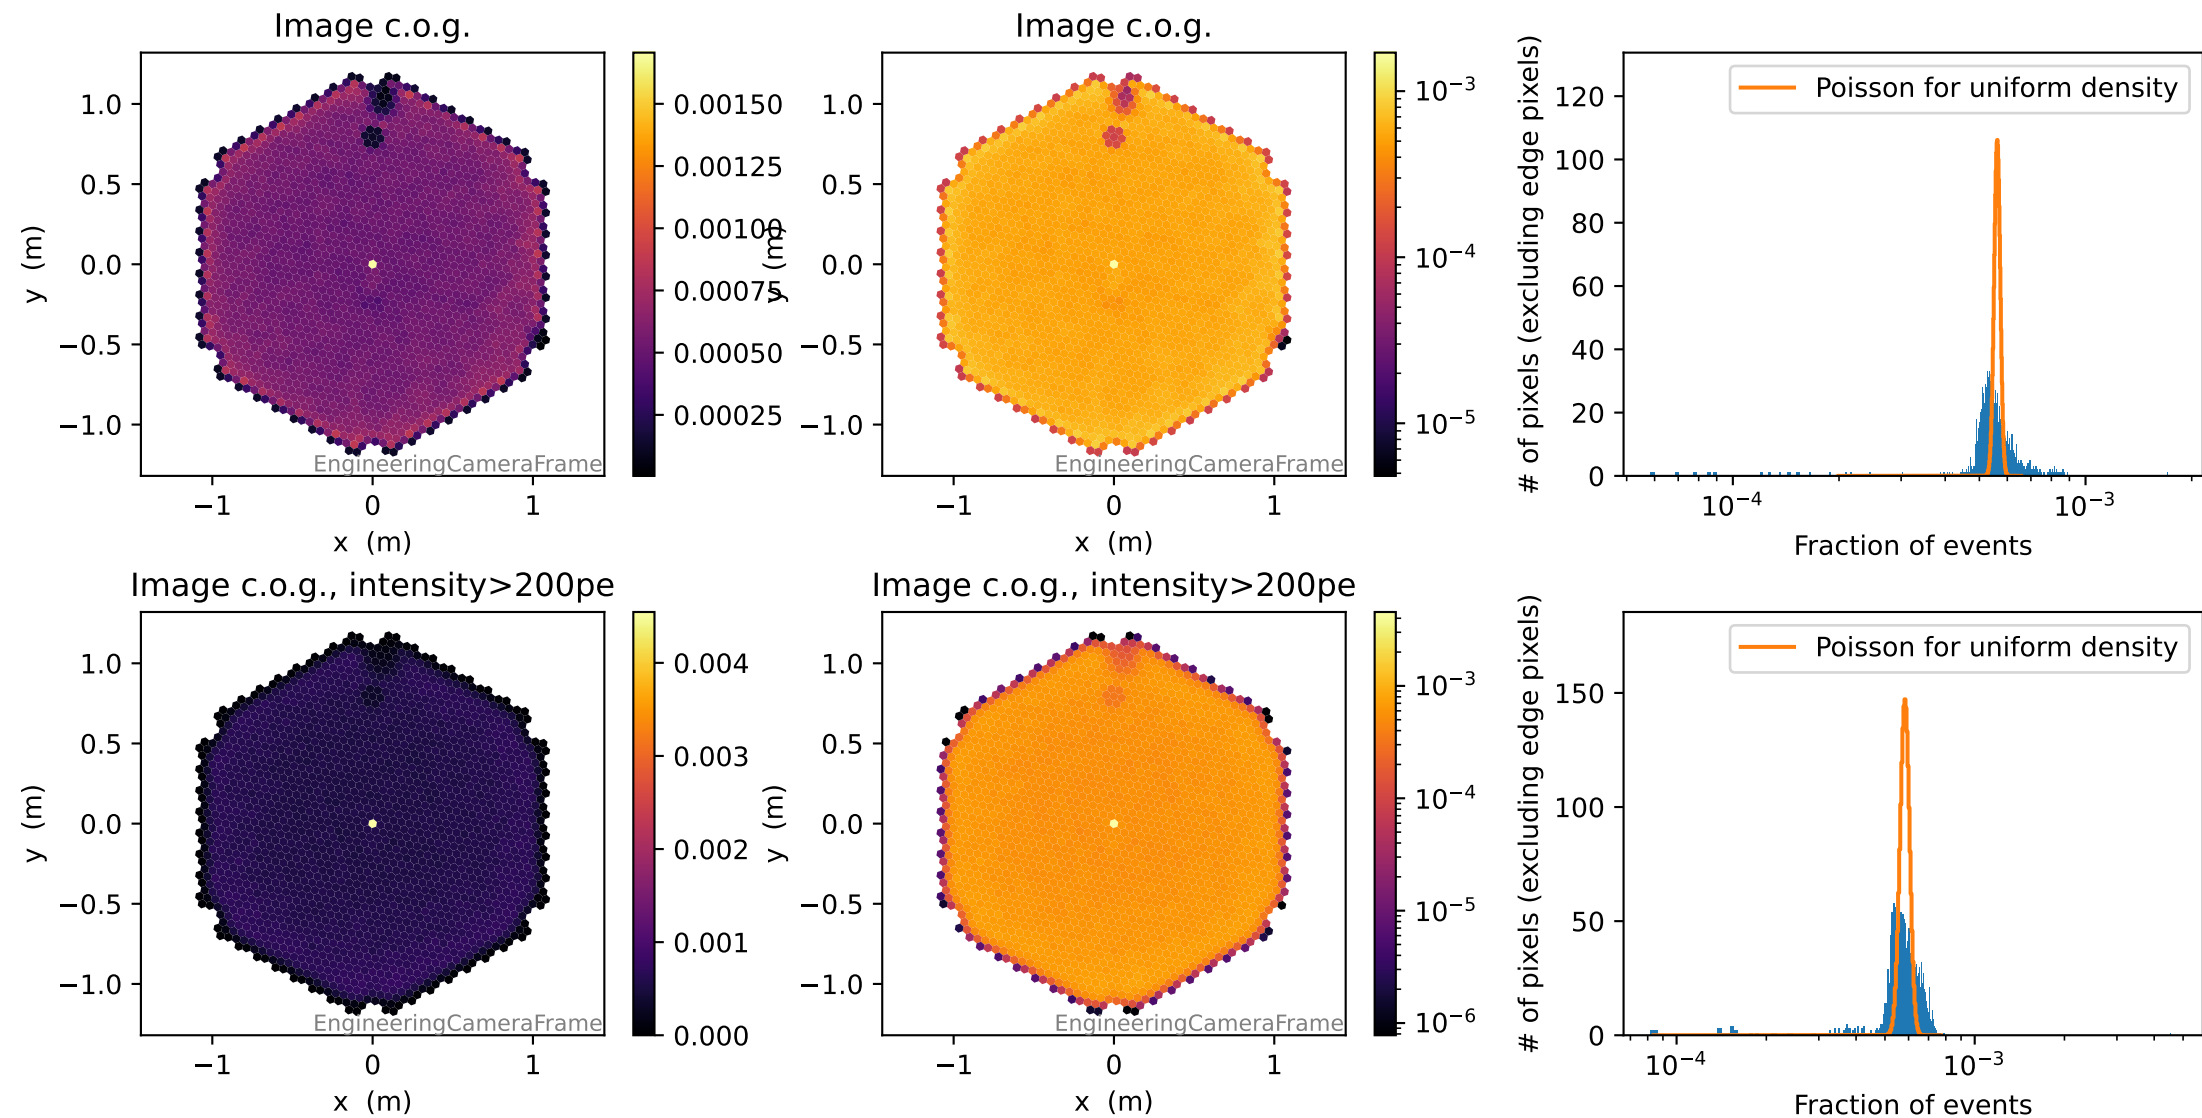 Image c.o.g.
1.0
0.5
0.0
−0.5
−1.0
y (m)
−1
0
1
x (m)
EngineeringCameraFrame
0.00150
0.00125
0.00100
0.00075
0.00050
0.00025
Image c.o.g.
1.0
0.5
0.0
−0.5
−1.0
y (m)
−1
0
1
x (m)
EngineeringCameraFrame
10⁻³
10⁻⁴
10⁻⁵
# of pixels (excluding edge pixels)
120
100
80
60
40
20
0
Poisson for uniform density
10⁻⁴
10⁻³
Fraction of events
Image c.o.g., intensity>200pe
1.0
0.5
0.0
−0.5
−1.0
y (m)
−1
0
1
x (m)
EngineeringCameraFrame
0.004
0.003
0.002
0.001
0.000
Image c.o.g., intensity>200pe
1.0
0.5
0.0
−0.5
−1.0
y (m)
−1
0
1
x (m)
EngineeringCameraFrame
10⁻³
10⁻⁴
10⁻⁵
10⁻⁶
# of pixels (excluding edge pixels)
150
100
50
0
Poisson for uniform density
10⁻⁴
10⁻³
Fraction of events